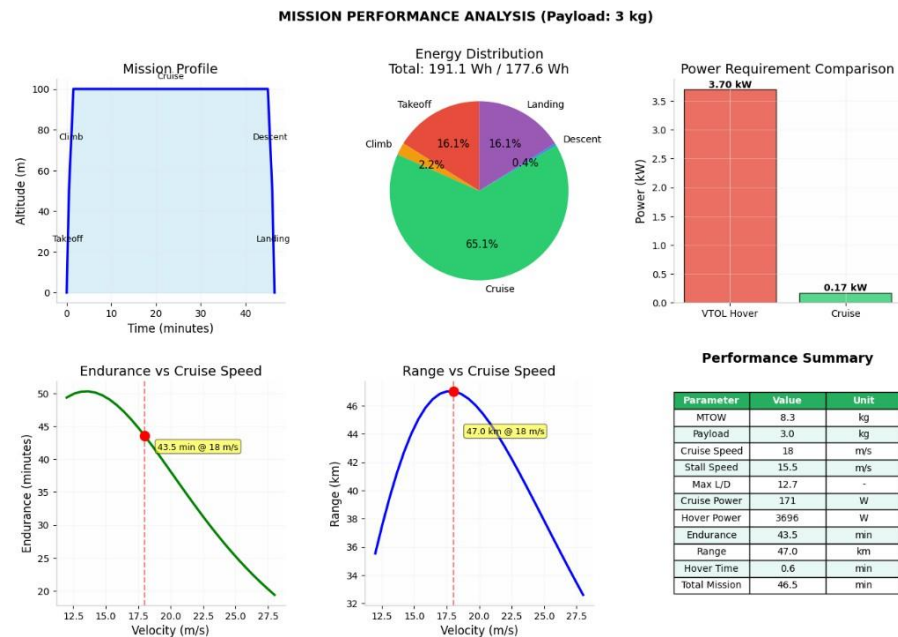 MISSION PERFORMANCE ANALYSIS (Payload: 3 kg)
Mission Profile
Cruise
100
80
60
40
20
0
Climb
Descent
Takeoff
Landing
Altitude (m)
0 10 20 30 40
Time (minutes)
Energy Distribution
Total: 191.1 Wh / 177.6 Wh
Takeoff
Landing
Climb
Descent
16.1%
16.1%
2.2%
0.4%
65.1%
Cruise
Power Requirement Comparison
3.70 kW
3.5
3.0
2.5
2.0
1.5
1.0
0.5
0.0
0.17 kW
Power (kW)
VTOL Hover Cruise
Endurance vs Cruise Speed
50
45
40
35
30
25
20
43.5 min @ 18 m/s
Endurance (minutes)
12.5 15.0 17.5 20.0 22.5 25.0 27.5
Velocity (m/s)
Range vs Cruise Speed
46
44
42
40
38
36
34
32
47.0 km @ 18 m/s
Range (km)
12.5 15.0 17.5 20.0 22.5 25.0 27.5
Velocity (m/s)
Performance Summary
Parameter Value Unit
MTOW 8.3 kg
Payload 3.0 kg
Cruise Speed 18 m/s
Stall Speed 15.5 m/s
Max L/D 12.7 -
Cruise Power 171 W
Hover Power 3696 W
Endurance 43.5 min
Range 47.0 km
Hover Time 0.6 min
Total Mission 46.5 min